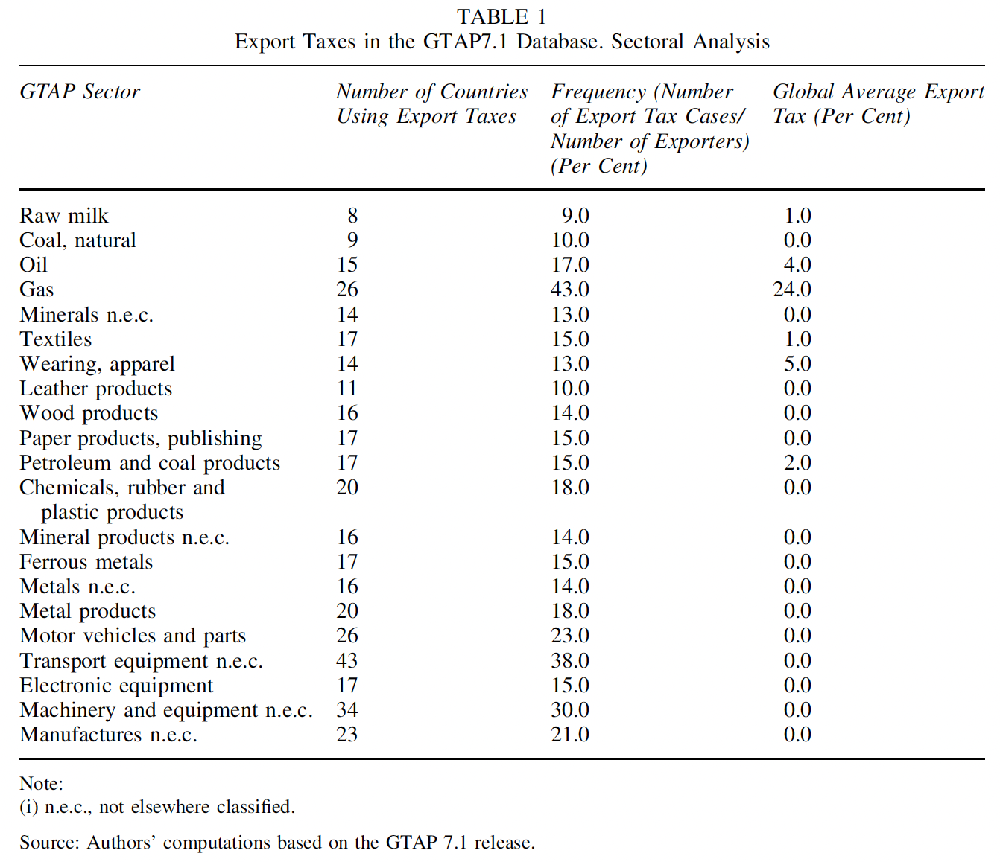 TABLE 1
Export Taxes in the GTAP7.1 Database. Sectoral Analysis
GTAP Sector Number of Countries Frequency (Number Global Average Export
Using Export Taxes of Export Tax Cases/ Tax (Per Cent)
Number of Exporters)
(Per Cent)
Raw milk 8 9.0 1.0
Coal, natural 9 10.0 0.0
Oil 15 17.0 4.0
Gas 26 43.0 24.0
Minerals n.e.c. 14 13.0 0.0
Textiles 17 15.0 1.0
Wearing, apparel 14 13.0 5.0
Leather products 11 10.0 0.0
Wood products 16 14.0 0.0
Paper products, publishing 17 15.0 0.0
Petroleum and coal products 17 15.0 2.0
Chemicals, rubber and 20 18.0 0.0
plastic products
Mineral products n.e.c. 16 14.0 0.0
Ferrous metals 17 15.0 0.0
Metals n.e.c. 16 14.0 0.0
Metal products 20 18.0 0.0
Motor vehicles and parts 26 23.0 0.0
Transport equipment n.e.c. 43 38.0 0.0
Electronic equipment 17 15.0 0.0
Machinery and equipment n.e.c. 34 30.0 0.0
Manufactures n.e.c. 23 21.0 0.0
Note:
(i) n.e.c., not elsewhere classified.
Source: Authors’ computations based on the GTAP 7.1 release.